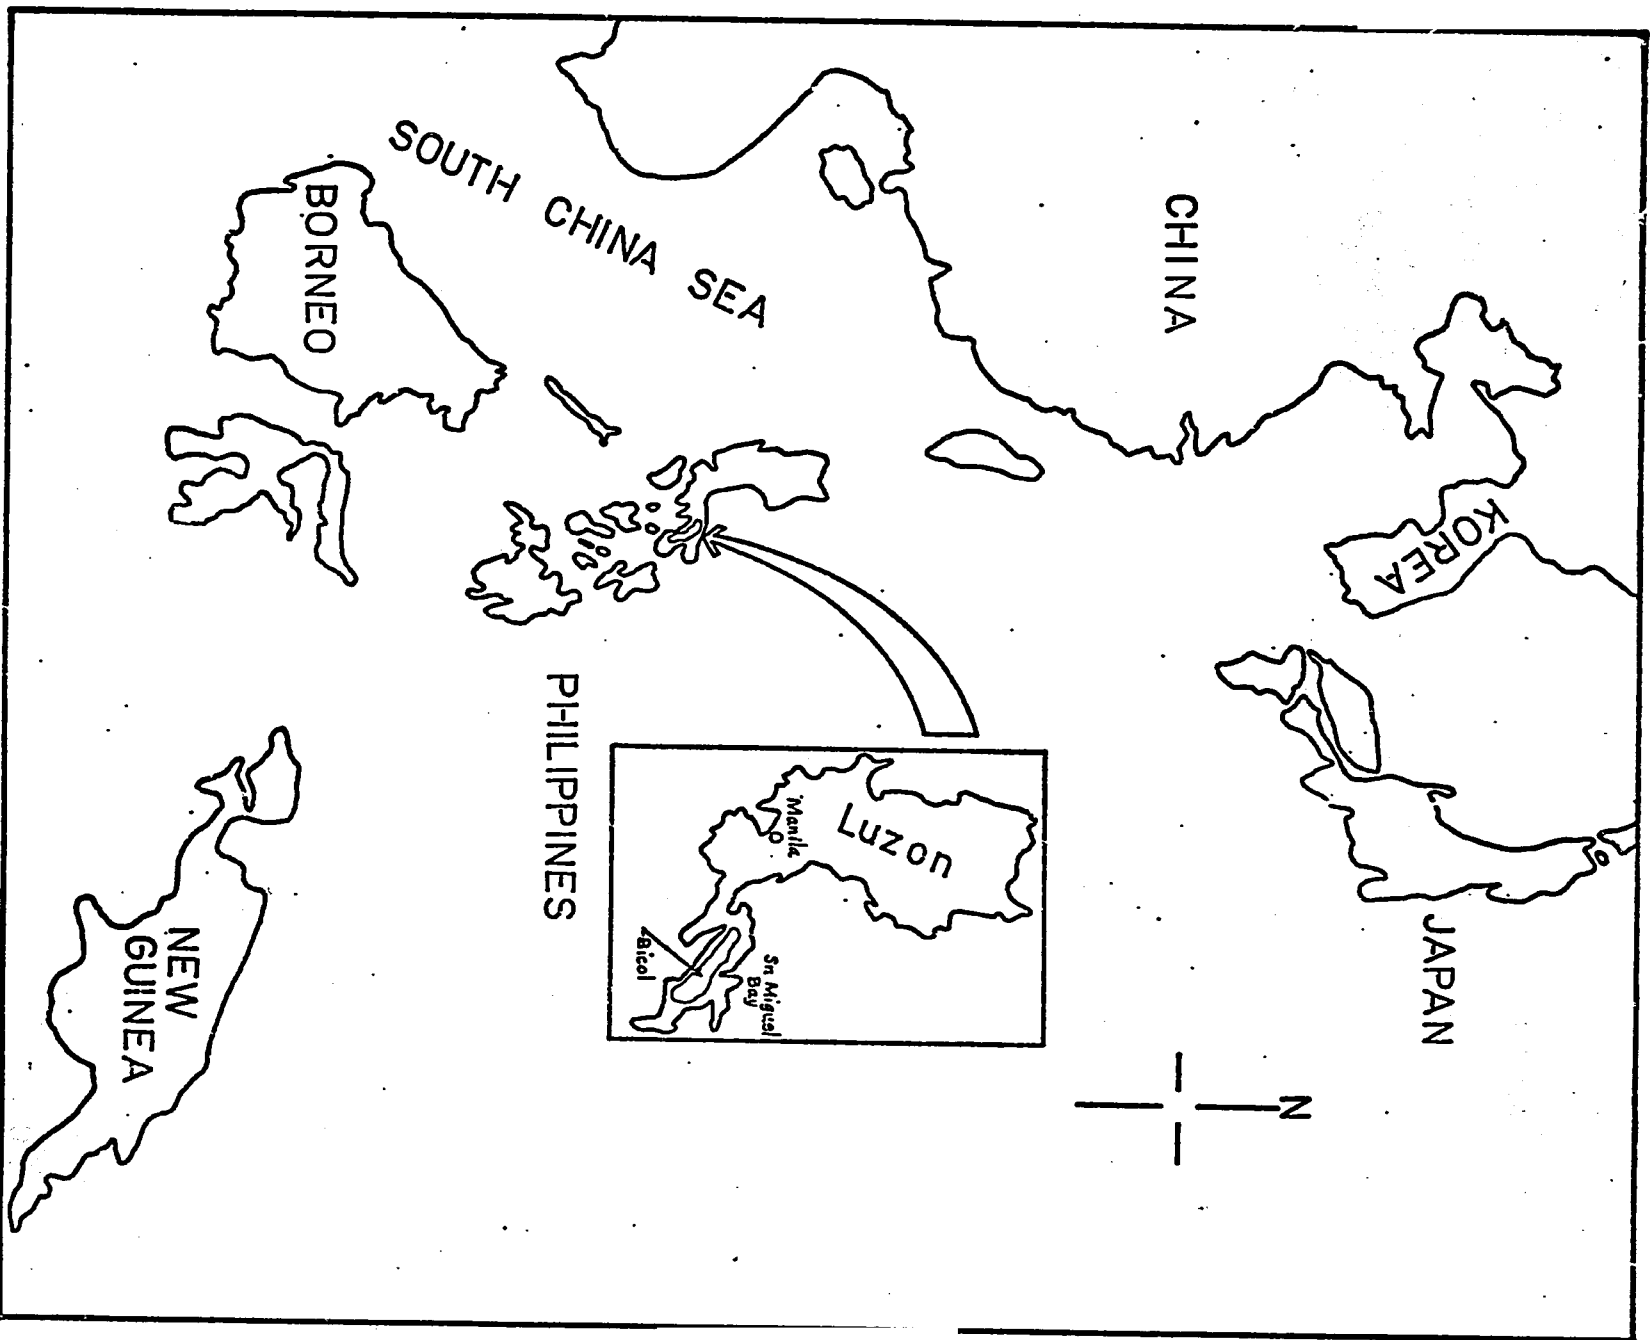 CHINA
KOREA
JAPAN
SOUTH CHINA SEA
BORNEO
PHILIPPINES
NEW
GUINEA
Luzon
Manila
Sn Miguel
Bay
Bicol
N